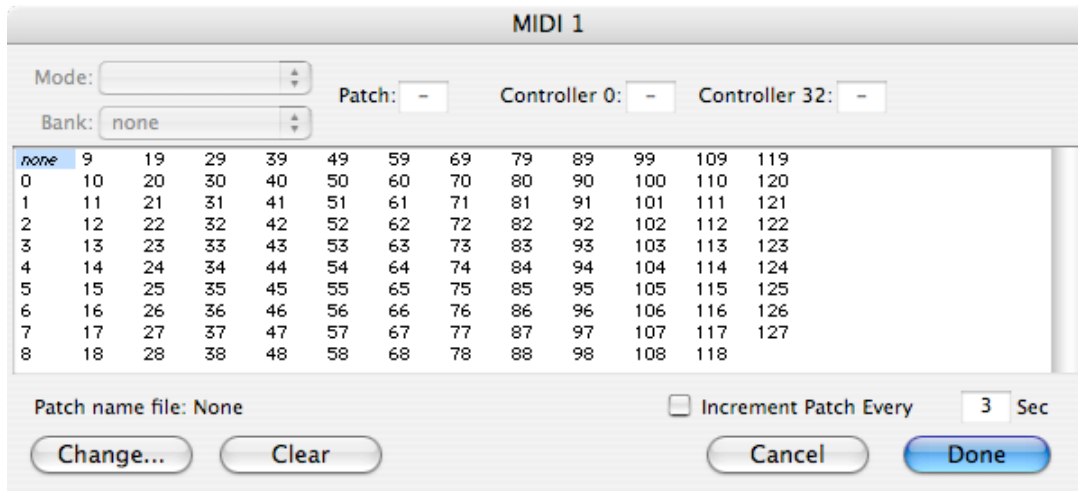 MIDI 1
Mode:
Patch: - Controller 0: - Controller 32: -
Bank: none
none 9 19 29 39 49 59 69 79 89 99 109 119
0 10 20 30 40 50 60 70 80 90 100 110 120
1 11 21 31 41 51 61 71 81 91 101 111 121
2 12 22 32 42 52 62 72 82 92 102 112 122
3 13 23 33 43 53 63 73 83 93 103 113 123
4 14 24 34 44 54 64 74 84 94 104 114 124
5 15 25 35 45 55 65 75 85 95 105 115 125
6 16 26 36 46 56 66 76 86 96 106 116 126
7 17 27 37 47 57 67 77 87 97 107 117 127
8 18 28 38 48 58 68 78 88 98 108 118
Patch name file: None Increment Patch Every 3 Sec
Change... Clear Cancel Done